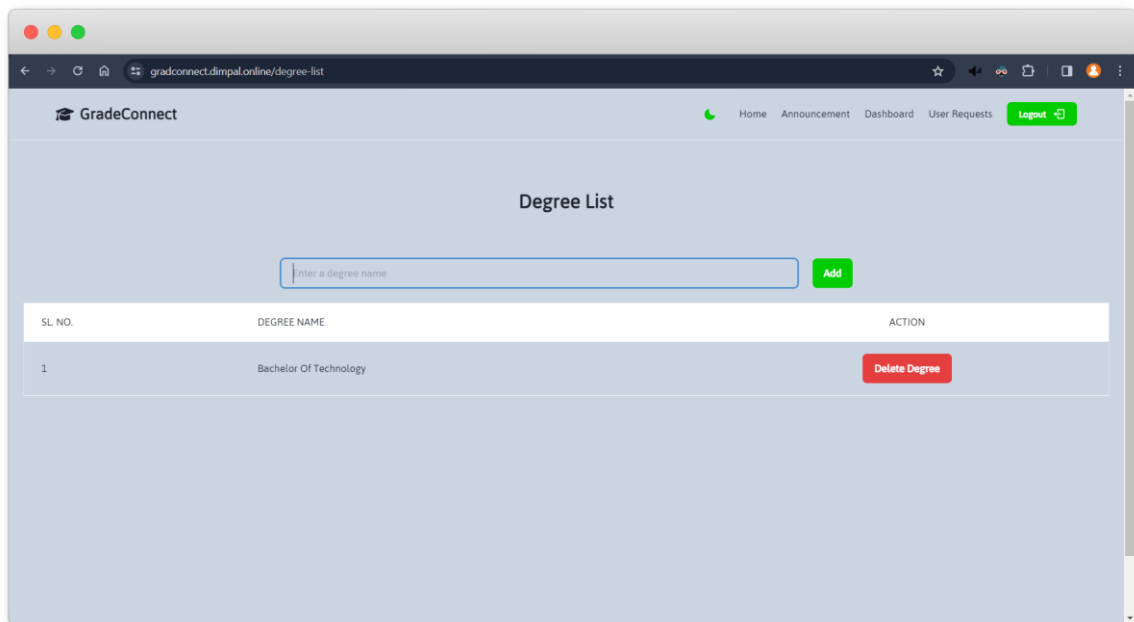 gradconnect.dimpal.online/degree-list
GradeConnect
Home Announcement Dashboard User Requests Logout
Degree List
Enter a degree name Add
SL. NO. DEGREE NAME ACTION
1 Bachelor Of Technology Delete Degree